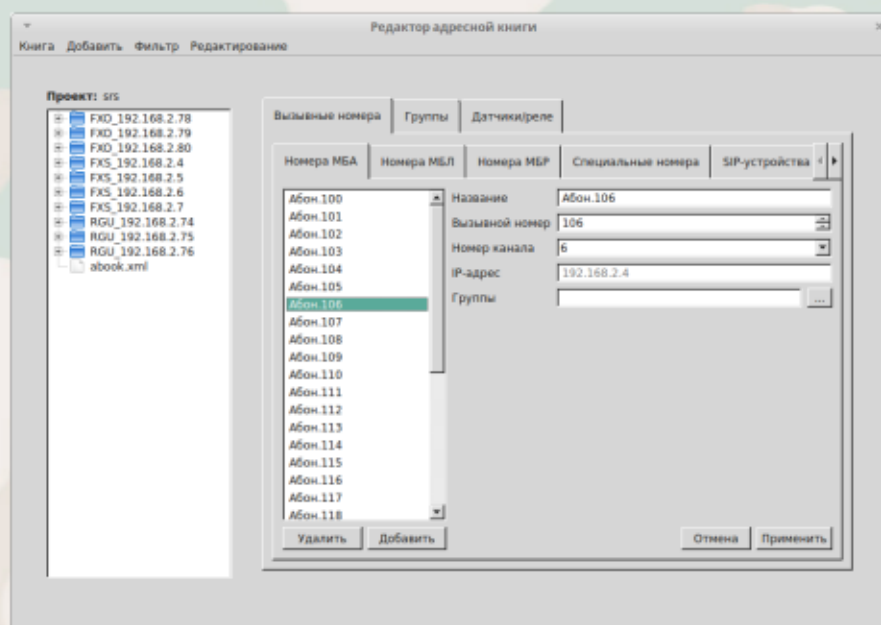 Редактор адресной книги
Книга Добавить Фильтр Редактирование
Проект: srs
FXO_192.168.2.78
FXO_192.168.2.79
FXO_192.168.2.80
FXS_192.168.2.4
FXS_192.168.2.5
FXS_192.168.2.6
FXS_192.168.2.7
RGU_192.168.2.74
RGU_192.168.2.75
RGU_192.168.2.76
abook.xml
Вызывные номера Группы Датчики/реле
Номера МБА Номера МБЛ Номера МБР Специальные номера SIP-устройства
Абон.100
Абон.101
Абон.102
Абон.103
Абон.104
Абон.105
Абон.106
Абон.107
Абон.108
Абон.109
Абон.110
Абон.111
Абон.112
Абон.113
Абон.114
Абон.115
Абон.116
Абон.117
Абон.118
Название Абон.106
Вызывной номер 106
Номер канала 6
IP-адрес 192.168.2.4
Группы ...
Удалить Добавить Отмена Применить